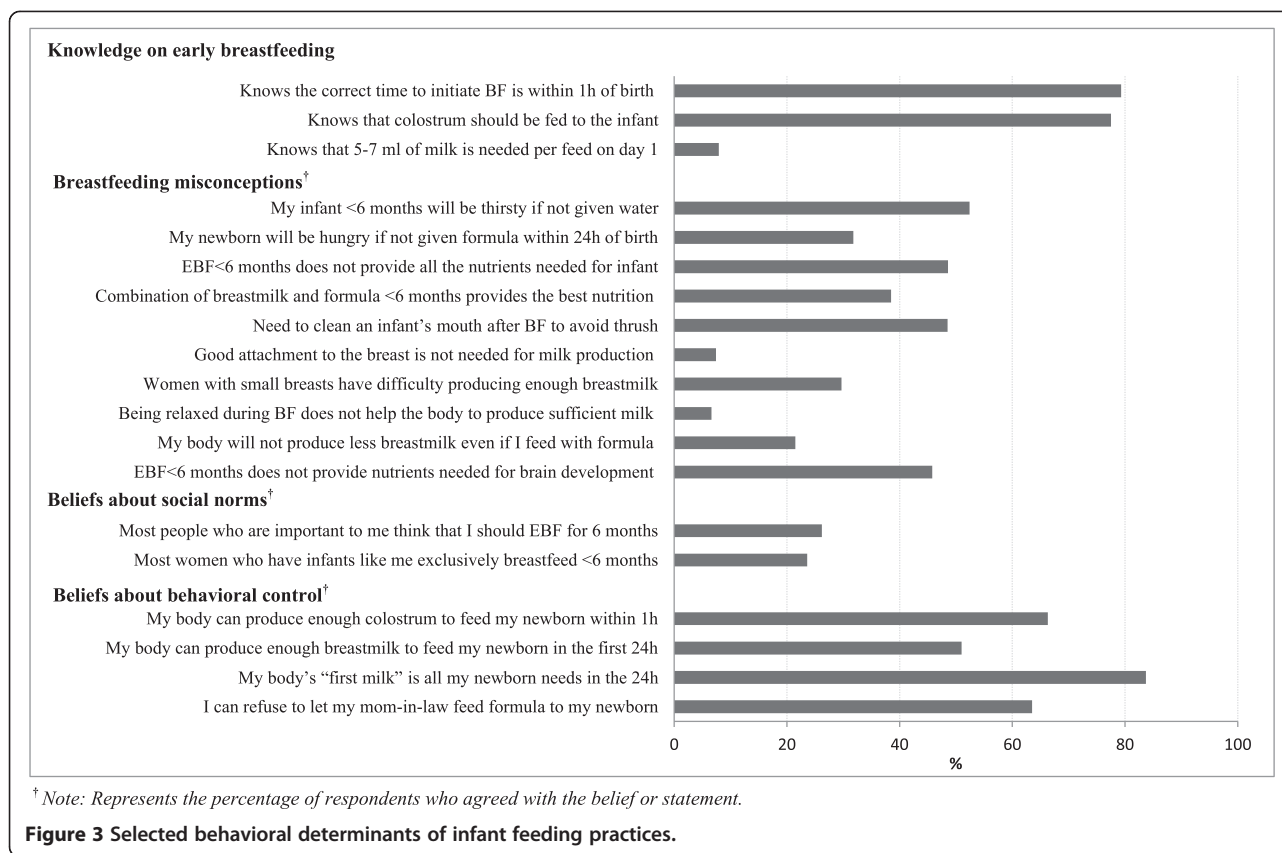 Knowledge on early breastfeeding
Knows the correct time to initiate BF is within 1h of birth
Knows that colostrum should be fed to the infant
Knows that 5-7 ml of milk is needed per feed on day 1
Breastfeeding misconceptions†
My infant <6 months will be thirsty if not given water
My newborn will be hungry if not given formula within 24h of birth
EBF<6 months does not provide all the nutrients needed for infant
Combination of breastmilk and formula <6 months provides the best nutrition
Need to clean an infant’s mouth after BF to avoid thrush
Good attachment to the breast is not needed for milk production
Women with small breasts have difficulty producing enough breastmilk
Being relaxed during BF does not help the body to produce sufficient milk
My body will not produce less breastmilk even if I feed with formula
EBF<6 months does not provide nutrients needed for brain development
Beliefs about social norms†
Most people who are important to me think that I should EBF for 6 months
Most women who have infants like me exclusively breastfeed <6 months
Beliefs about behavioral control†
My body can produce enough colostrum to feed my newborn within 1h
My body can produce enough breastmilk to feed my newborn in the first 24h
My body’s “first milk” is all my newborn needs in the 24h
I can refuse to let my mom-in-law feed formula to my newborn
0 20 40 60 80 100
%
† Note: Represents the percentage of respondents who agreed with the belief or statement.
Figure 3 Selected behavioral determinants of infant feeding practices.